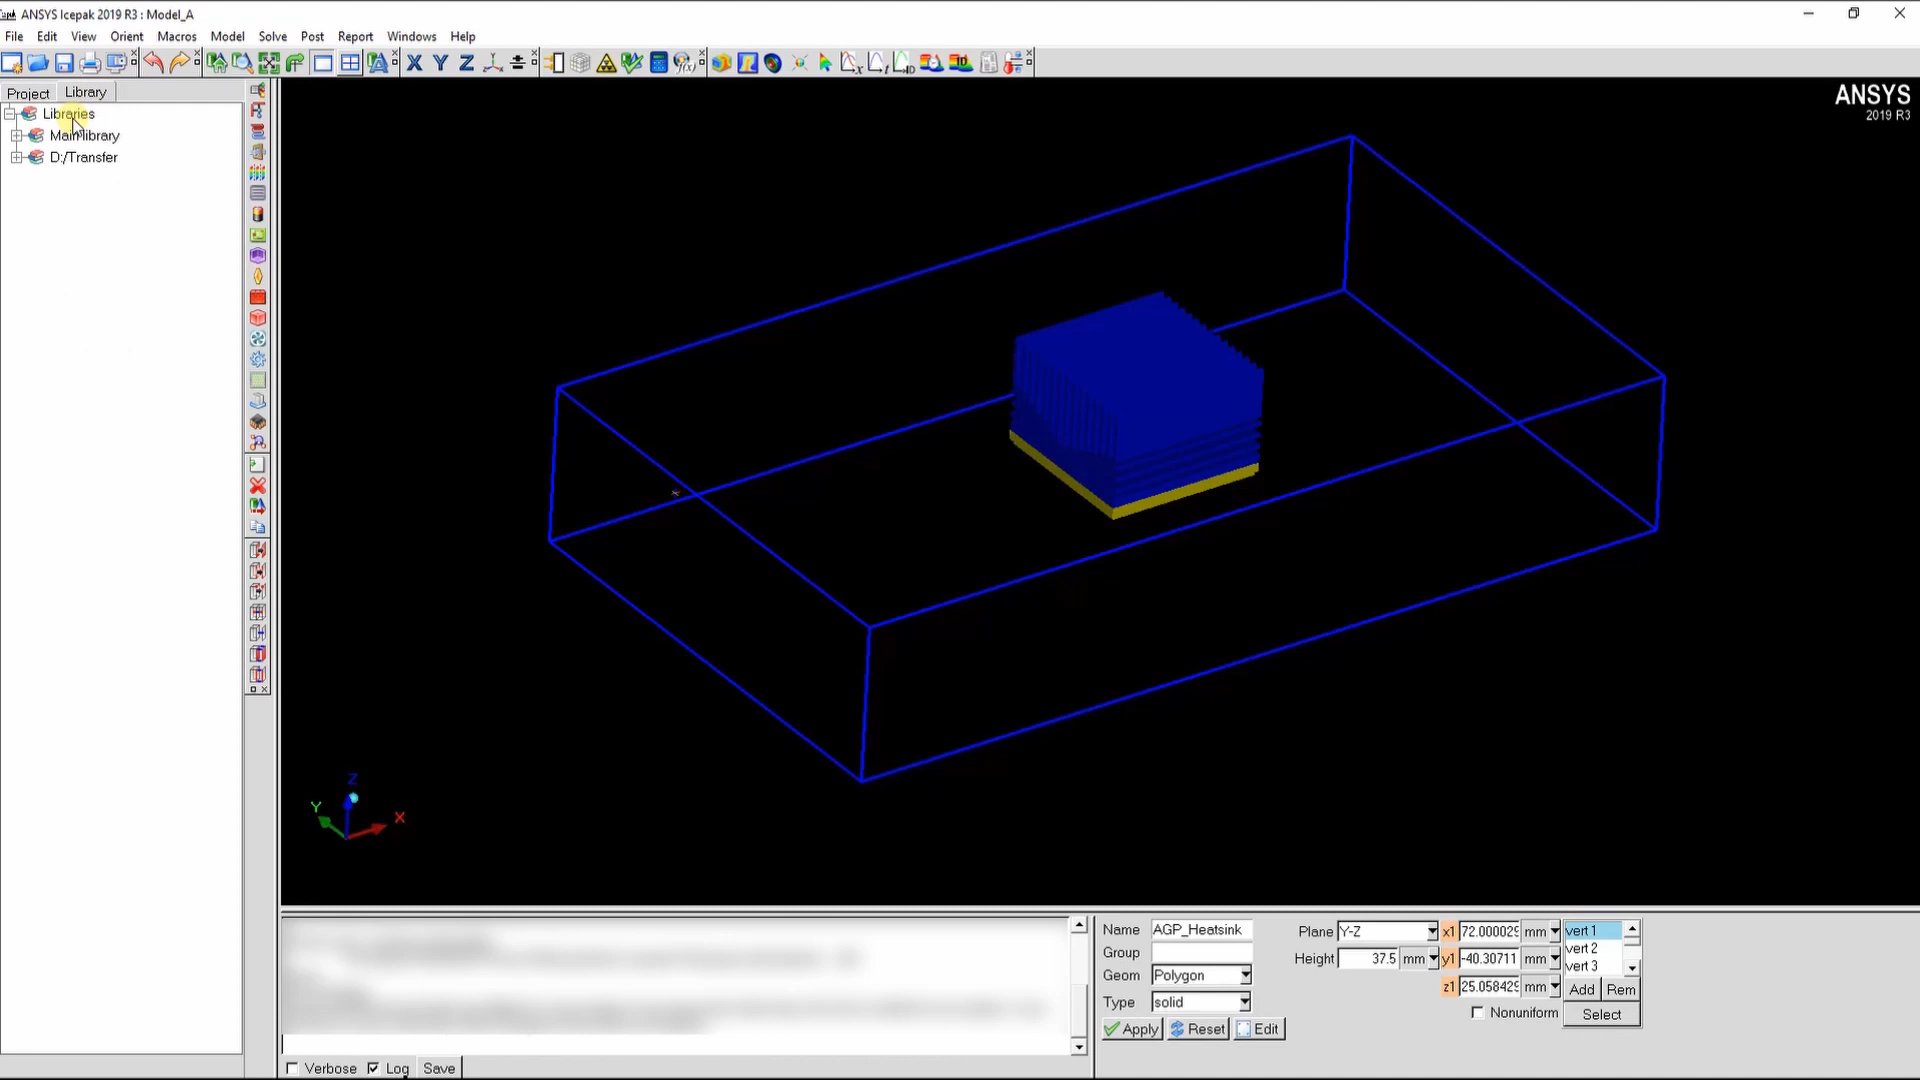 ANSYS Icepak 2019 R3 : Model_A
File Edit View Orient Macros Model Solve Post Report Windows Help
X Y Z
Project Library
Libraries
Main library
D:/Transfer
ANSYS
2019 R3
Z
Y
X
Name AGP_Heatsink
Group
Geom Polygon
Type solid
Apply Reset Edit
Plane Y-Z
Height 37.5 mm
x1 72.000029 mm
y1 -40.30711 mm
z1 25.058429 mm
Nonuniform
vert 1
vert 2
vert 3
Add Rem
Select
Verbose Log Save